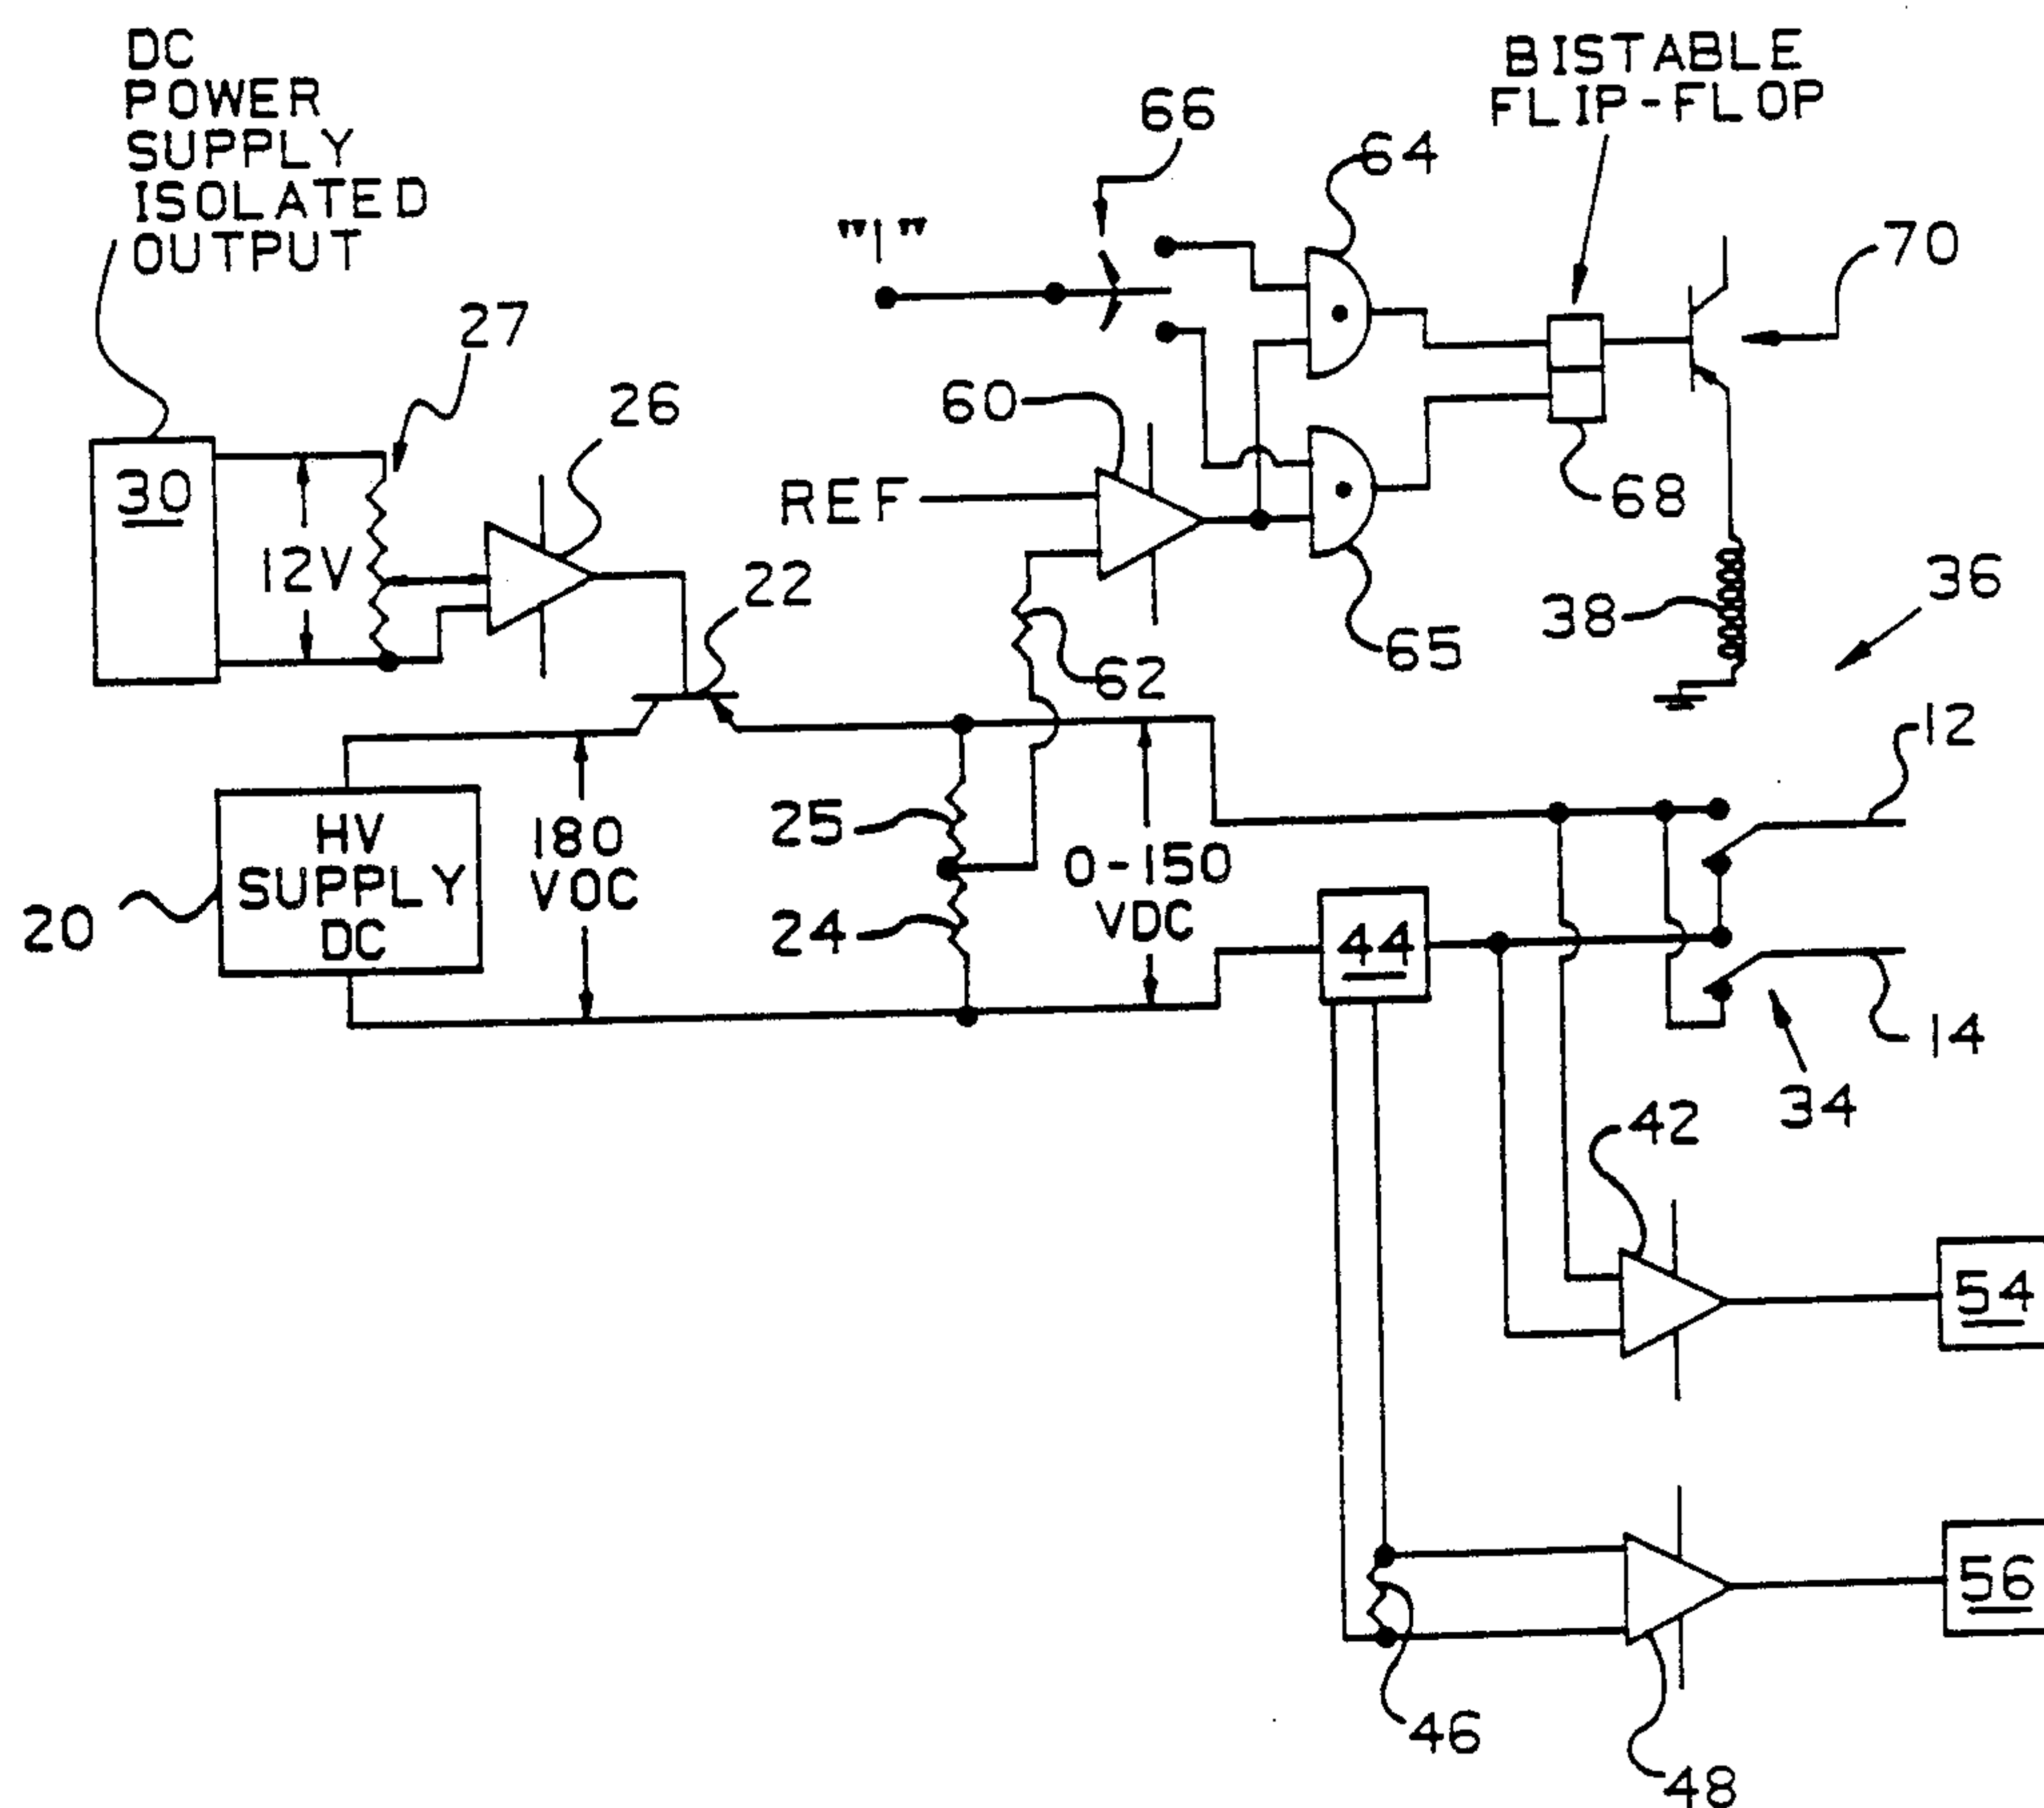 DC
POWER
SUPPLY
ISOLATED
OUTPUT
BISTABLE
FLIP-FLOP
66
64
"1"
70
27
26
60
30
REF
68
12V
22
36
38
65
62
12
HV
SUPPLY
DC
180
VOC
25
0-150
VDC
20
24
44
14
34
42
54
56
46
48